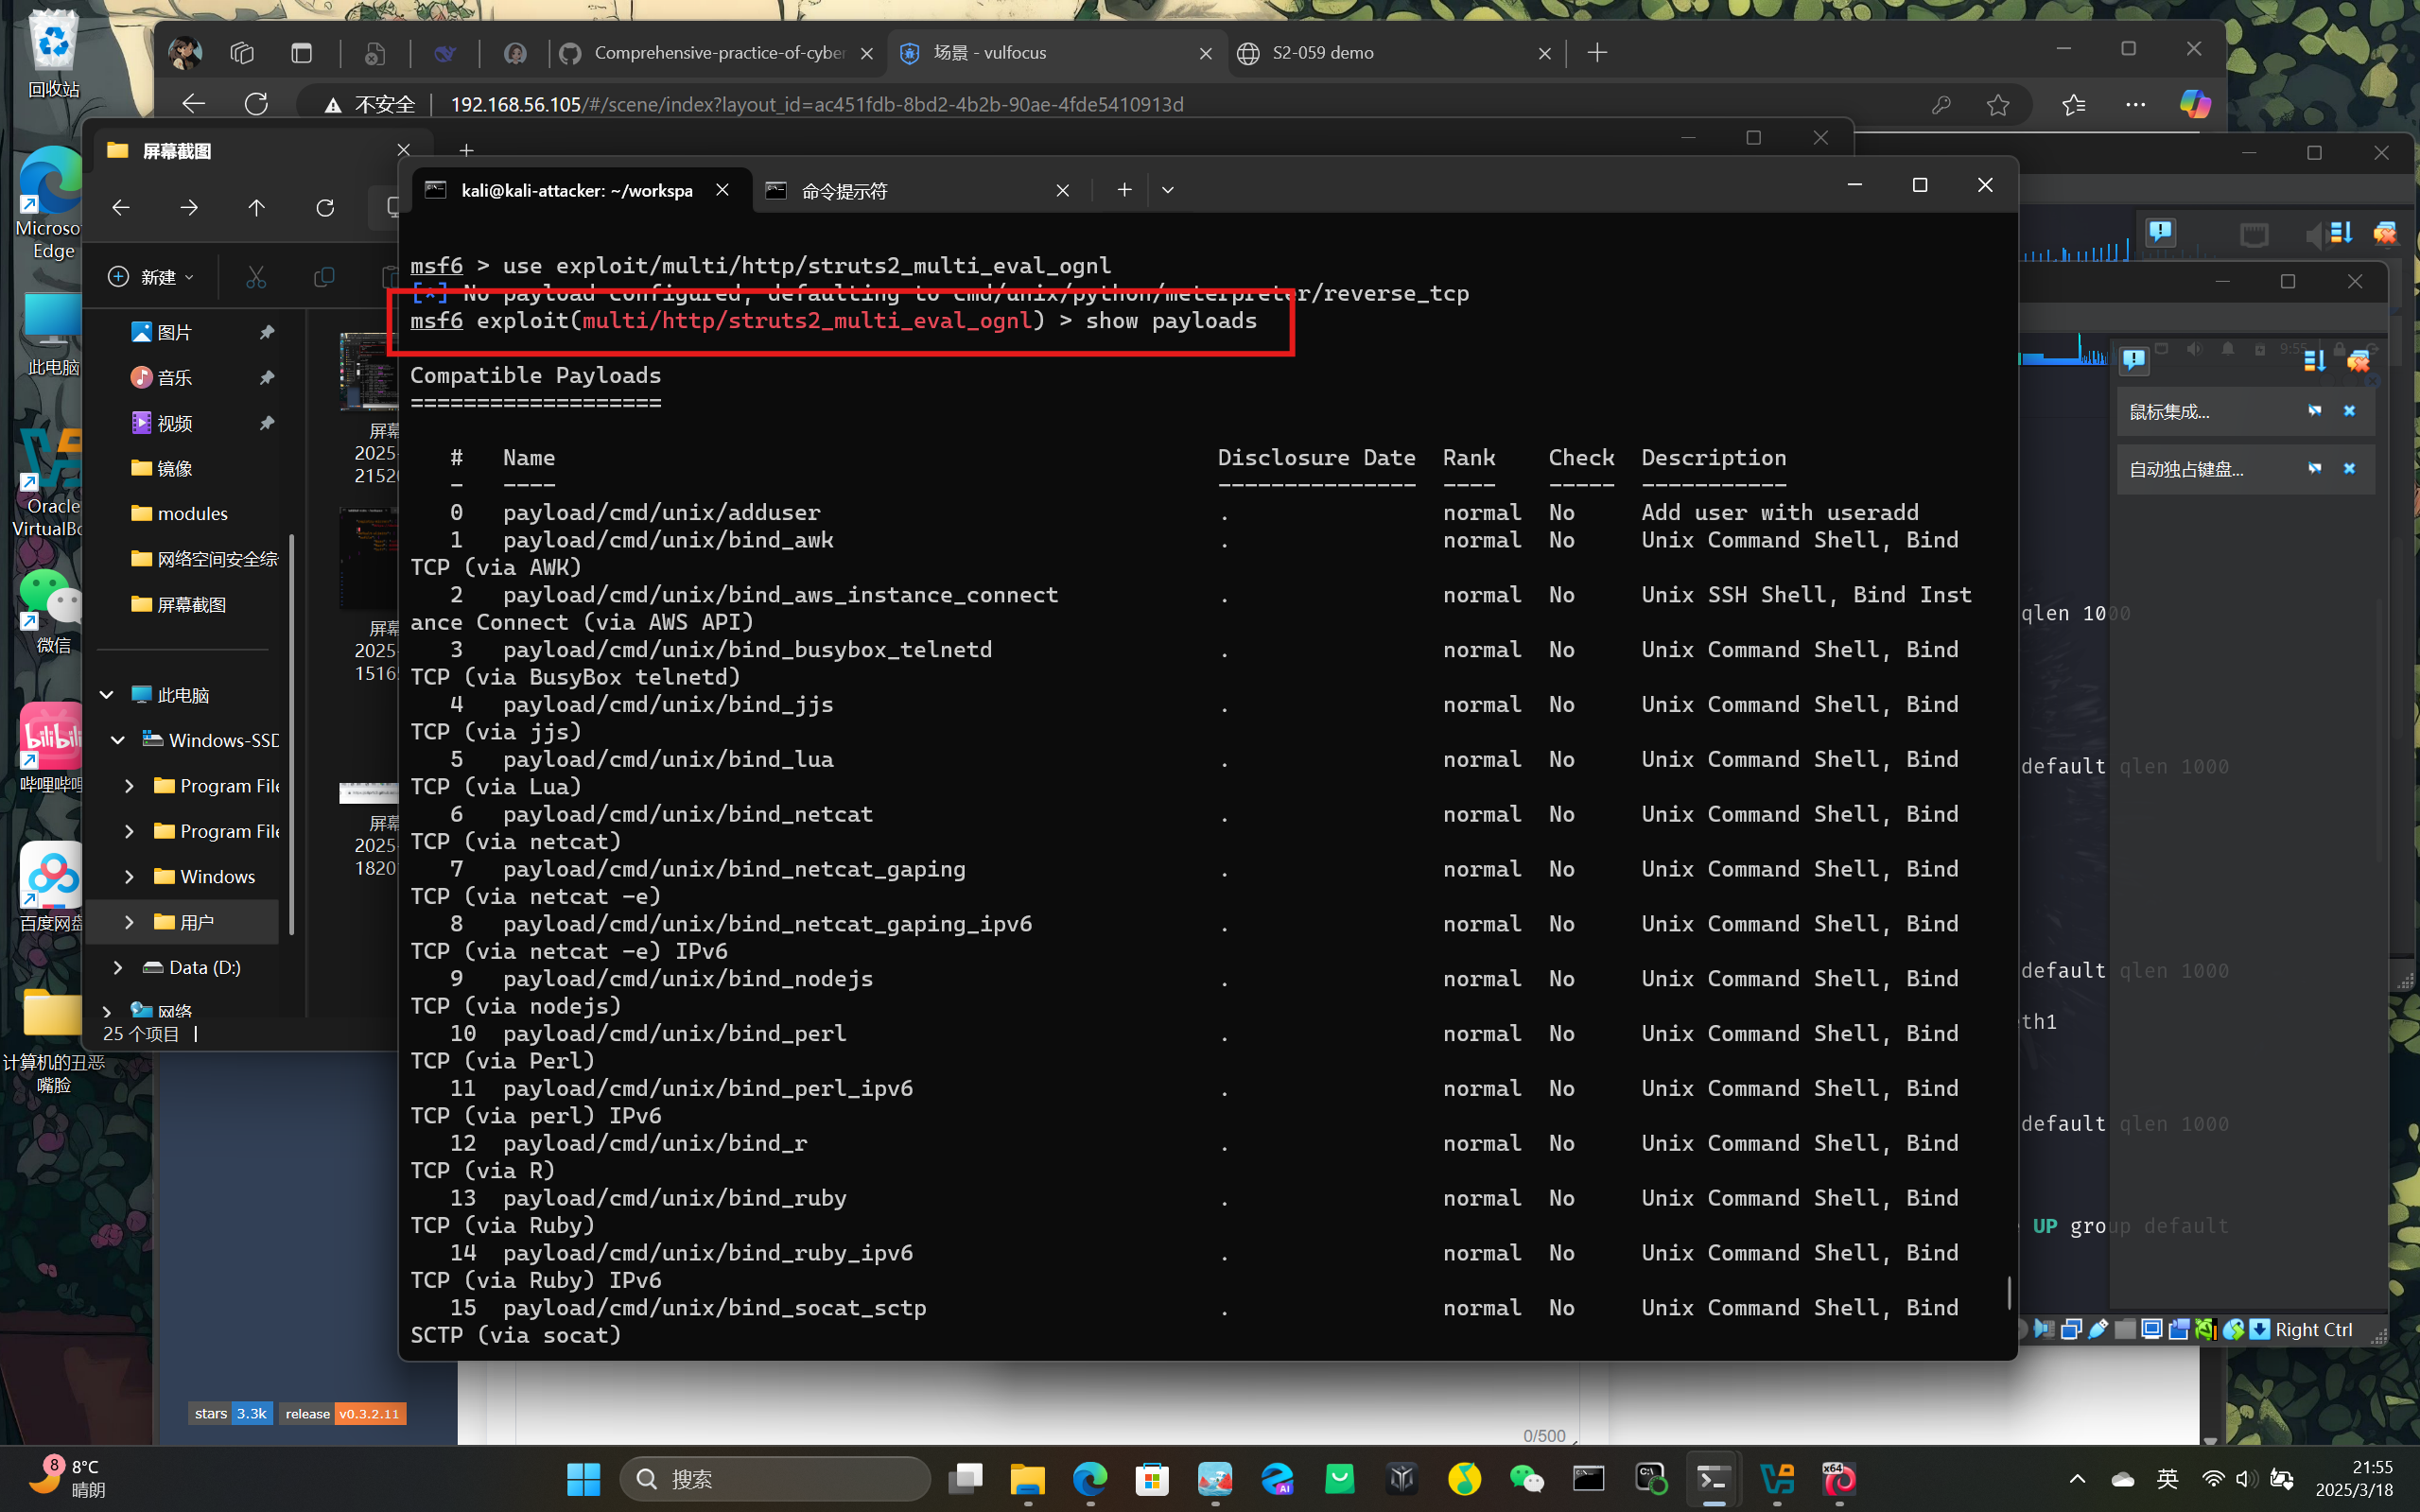 回收站
Microso
Edge
此电脑
Oracle
VirtualBo
微信
哔哩哔哩
百度网盘
计算机的丑恶
嘴脸
Comprehensive-practice-of-cyber
场景 - vulfocus
S2-059 demo
不安全
192.168.56.105/#/scene/index?layout_id=ac451fdb-8bd2-4b2b-90ae-4fde5410913d
屏幕截图
新建
图片
音乐
视频
镜像
modules
网络空间安全综
屏幕截图
此电脑
Windows-SSD
Program File
Program File
Windows
用户
Data (D:)
网络
25 个项目
屏幕
2025-
21520
屏幕
2025-
15165
屏幕
2025-
1820
kali@kali-attacker: ~/workspa
命令提示符
msf6 > use exploit/multi/http/struts2_multi_eval_ognl
[*] No payload configured, defaulting to cmd/unix/python/meterpreter/reverse_tcp
msf6 exploit(multi/http/struts2_multi_eval_ognl) > show payloads
Compatible Payloads
===================
# Name Disclosure Date Rank Check Description
- ---- --------------- ---- ----- -----------
0 payload/cmd/unix/adduser . normal No Add user with useradd
1 payload/cmd/unix/bind_awk . normal No Unix Command Shell, Bind
TCP (via AWK)
2 payload/cmd/unix/bind_aws_instance_connect . normal No Unix SSH Shell, Bind Inst
ance Connect (via AWS API)
3 payload/cmd/unix/bind_busybox_telnetd . normal No Unix Command Shell, Bind
TCP (via BusyBox telnetd)
4 payload/cmd/unix/bind_jjs . normal No Unix Command Shell, Bind
TCP (via jjs)
5 payload/cmd/unix/bind_lua . normal No Unix Command Shell, Bind
TCP (via Lua)
6 payload/cmd/unix/bind_netcat . normal No Unix Command Shell, Bind
TCP (via netcat)
7 payload/cmd/unix/bind_netcat_gaping . normal No Unix Command Shell, Bind
TCP (via netcat -e)
8 payload/cmd/unix/bind_netcat_gaping_ipv6 . normal No Unix Command Shell, Bind
TCP (via netcat -e) IPv6
9 payload/cmd/unix/bind_nodejs . normal No Unix Command Shell, Bind
TCP (via nodejs)
10 payload/cmd/unix/bind_perl . normal No Unix Command Shell, Bind
TCP (via Perl)
11 payload/cmd/unix/bind_perl_ipv6 . normal No Unix Command Shell, Bind
TCP (via perl) IPv6
12 payload/cmd/unix/bind_r . normal No Unix Command Shell, Bind
TCP (via R)
13 payload/cmd/unix/bind_ruby . normal No Unix Command Shell, Bind
TCP (via Ruby)
14 payload/cmd/unix/bind_ruby_ipv6 . normal No Unix Command Shell, Bind
TCP (via Ruby) IPv6
15 payload/cmd/unix/bind_socat_sctp . normal No Unix Command Shell, Bind
SCTP (via socat)
9:55
鼠标集成...
自动独占键盘...
qlen 1000
default qlen 1000
default qlen 1000
eth1
default qlen 1000
UP group default
Right Ctrl
stars 3.3k release v0.3.2.11
0/500
8
8°C
晴朗
搜索
AI
x64
英
21:55
2025/3/18